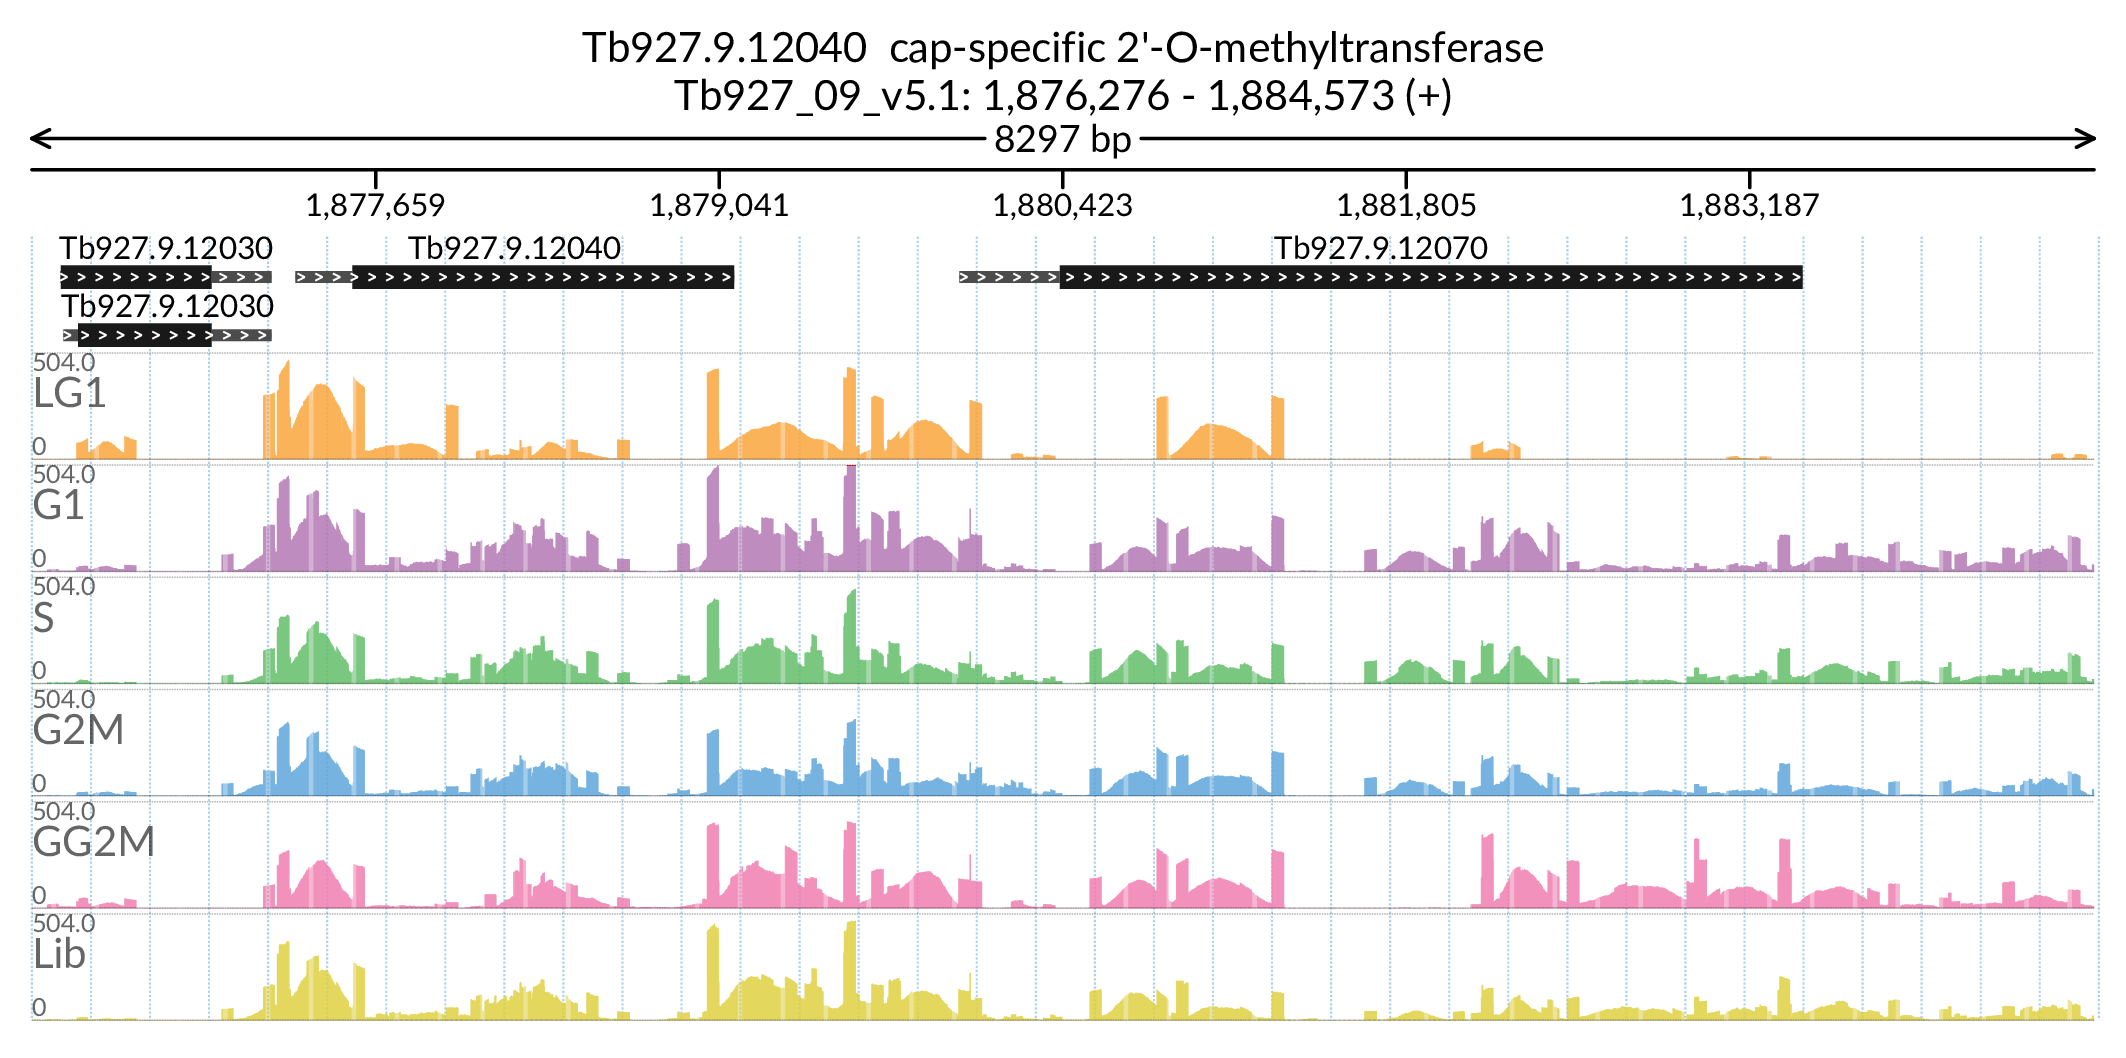 Tb927.9.12040  cap-specific 2'-O-methyltransferase
Tb927_09_v5.1: 1,876,276 - 1,884,573 (+)
8297 bp
1,877,659 1,879,041 1,880,423 1,881,805 1,883,187
Tb927.9.12030 Tb927.9.12040 Tb927.9.12070
Tb927.9.12030
504.0
LG1
0
504.0
G1
0
504.0
S
0
504.0
G2M
0
504.0
GG2M
0
504.0
Lib
0